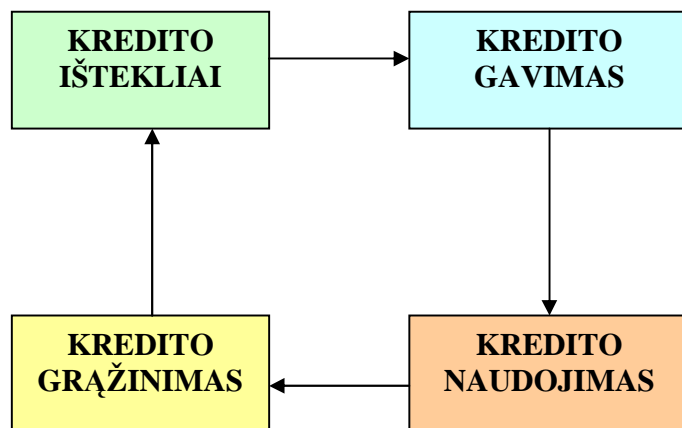 KREDITO
IŠTEKLIAI
KREDITO
GAVIMAS
KREDITO
GRĄŽINIMAS
KREDITO
NAUDOJIMAS